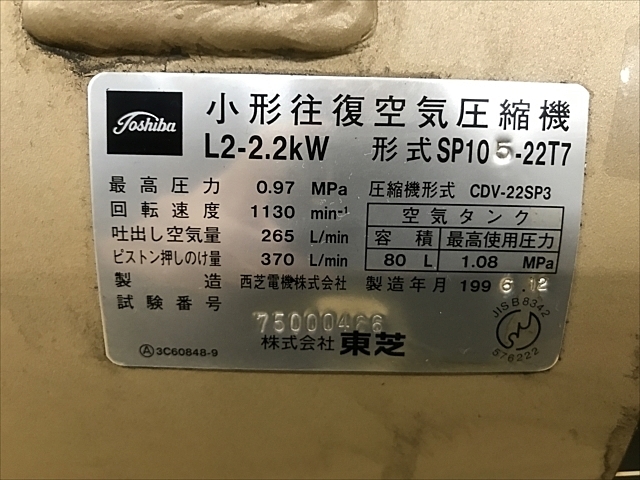 Toshiba
小形往復空気圧縮機
L2-2.2kW 形式 SP105-22T7
最高圧力 0.97 MPa 圧縮機形式 CDV-22SP3
回転速度 1130 min-¹ 空気タンク
吐出し空気量 265 L/min 容積 最高使用圧力
ピストン押しのけ量 370 L/min 80 L 1.08 MPa
製造 西芝電機株式会社 製造年月 1996.12
試験番号 75000466
株式会社 東芝
Ⓐ3C60848-9
JIS B 8342
576222